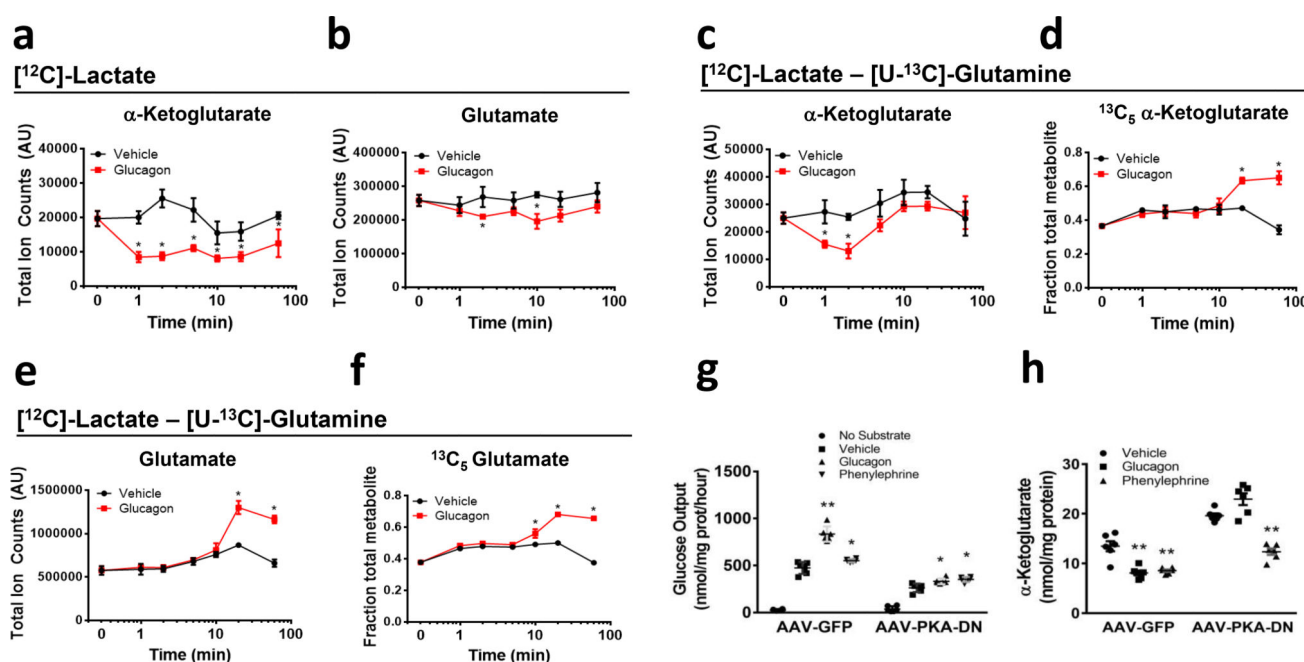 a
b
[¹²C]-Lactate
α-Ketoglutarate
Total Ion Counts (AU)
40000
30000
20000
10000
0
Vehicle
Glucagon
* * * * * *
0 1 10 100
Time (min)
Glutamate
Total Ion Counts (AU)
400000
300000
200000
100000
0
Vehicle
Glucagon
* *
0 1 10 100
Time (min)
c
d
[¹²C]-Lactate – [U-¹³C]-Glutamine
α-Ketoglutarate
Total Ion Counts (AU)
50000
40000
30000
20000
10000
0
Vehicle
Glucagon
* *
0 1 10 100
Time (min)
¹³C₅ α-Ketoglutarate
Fraction total metabolite
0.8
0.6
0.4
0.2
0.0
Vehicle
Glucagon
* *
0 1 10 100
Time (min)
e
f
[¹²C]-Lactate – [U-¹³C]-Glutamine
Glutamate
Total Ion Counts (AU)
1500000
1000000
500000
0
Vehicle
Glucagon
* *
0 1 10 100
Time (min)
¹³C₅ Glutamate
Fraction total metabolite
0.8
0.6
0.4
0.2
0.0
Vehicle
Glucagon
* * *
0 1 10 100
Time (min)
g
No Substrate
Vehicle
Glucagon
Phenylephrine
Glucose Output
(nmol/mg prot/hour)
1500
1000
500
0
** * * *
AAV-GFP AAV-PKA-DN
h
Vehicle
Glucagon
Phenylephrine
α-Ketoglutarate
(nmol/mg protein)
30
20
10
0
** ** **
AAV-GFP AAV-PKA-DN